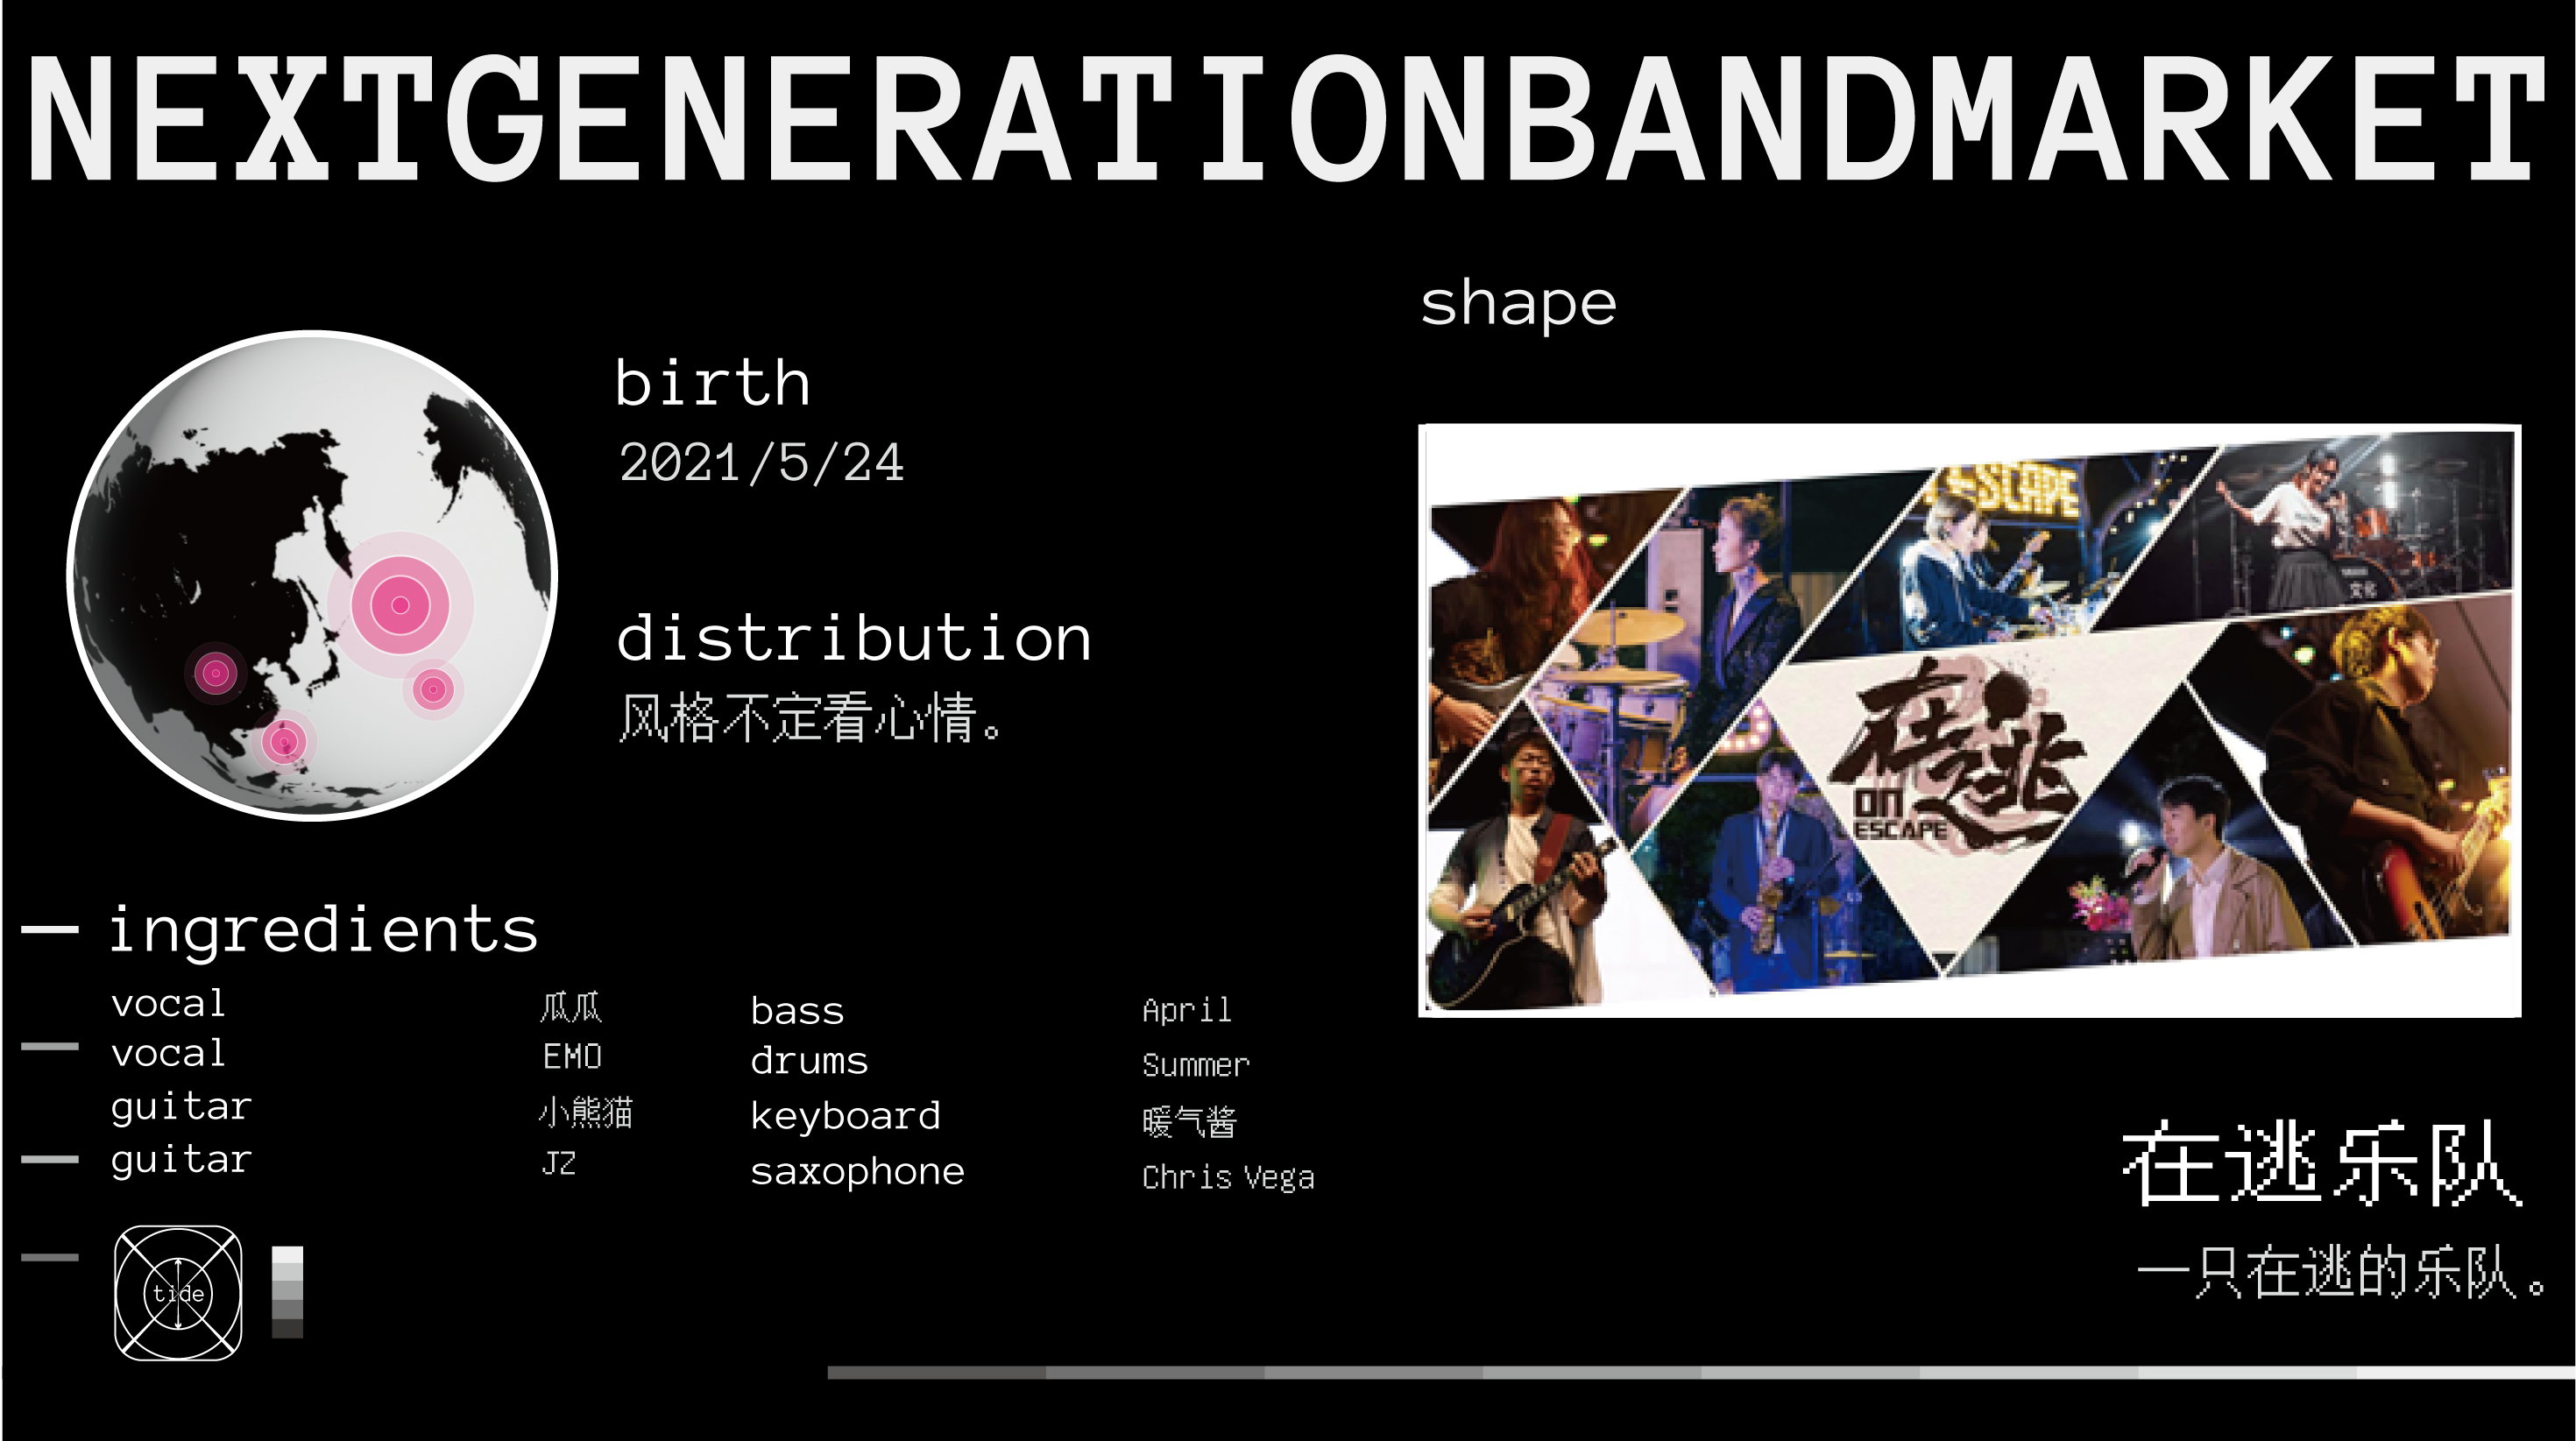 NEXTGENERATIONBANDMARKET
shape
birth
2021/5/24
distribution
风格不定看心情。
ESCAPE
文化
在逃
ON
ESCAPE
ingredients
vocal 瓜瓜 bass April
vocal EMO drums Summer
guitar 小熊猫 keyboard 暖气酱
guitar JZ saxophone Chris Vega
tide
在逃乐队
一只在逃的乐队。